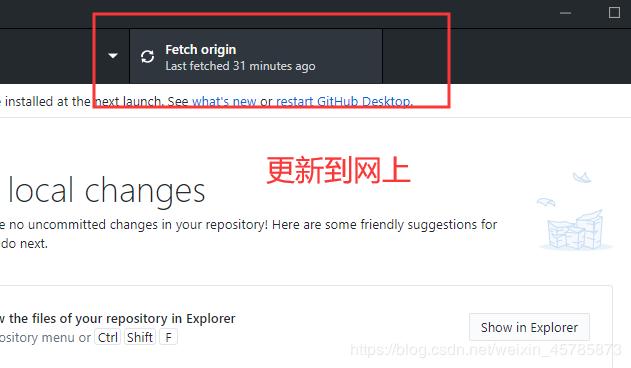 Fetch origin
Last fetched 31 minutes ago
installed at the next launch. See what's new or restart GitHub Desktop.
更新到网上
local changes
e no uncommitted changes in your repository! Here are some friendly suggestions for
do next.
w the files of your repository in Explorer
ository menu or Ctrl Shift F
Show in Explorer
https://blog.csdn.net/weixin_45785873